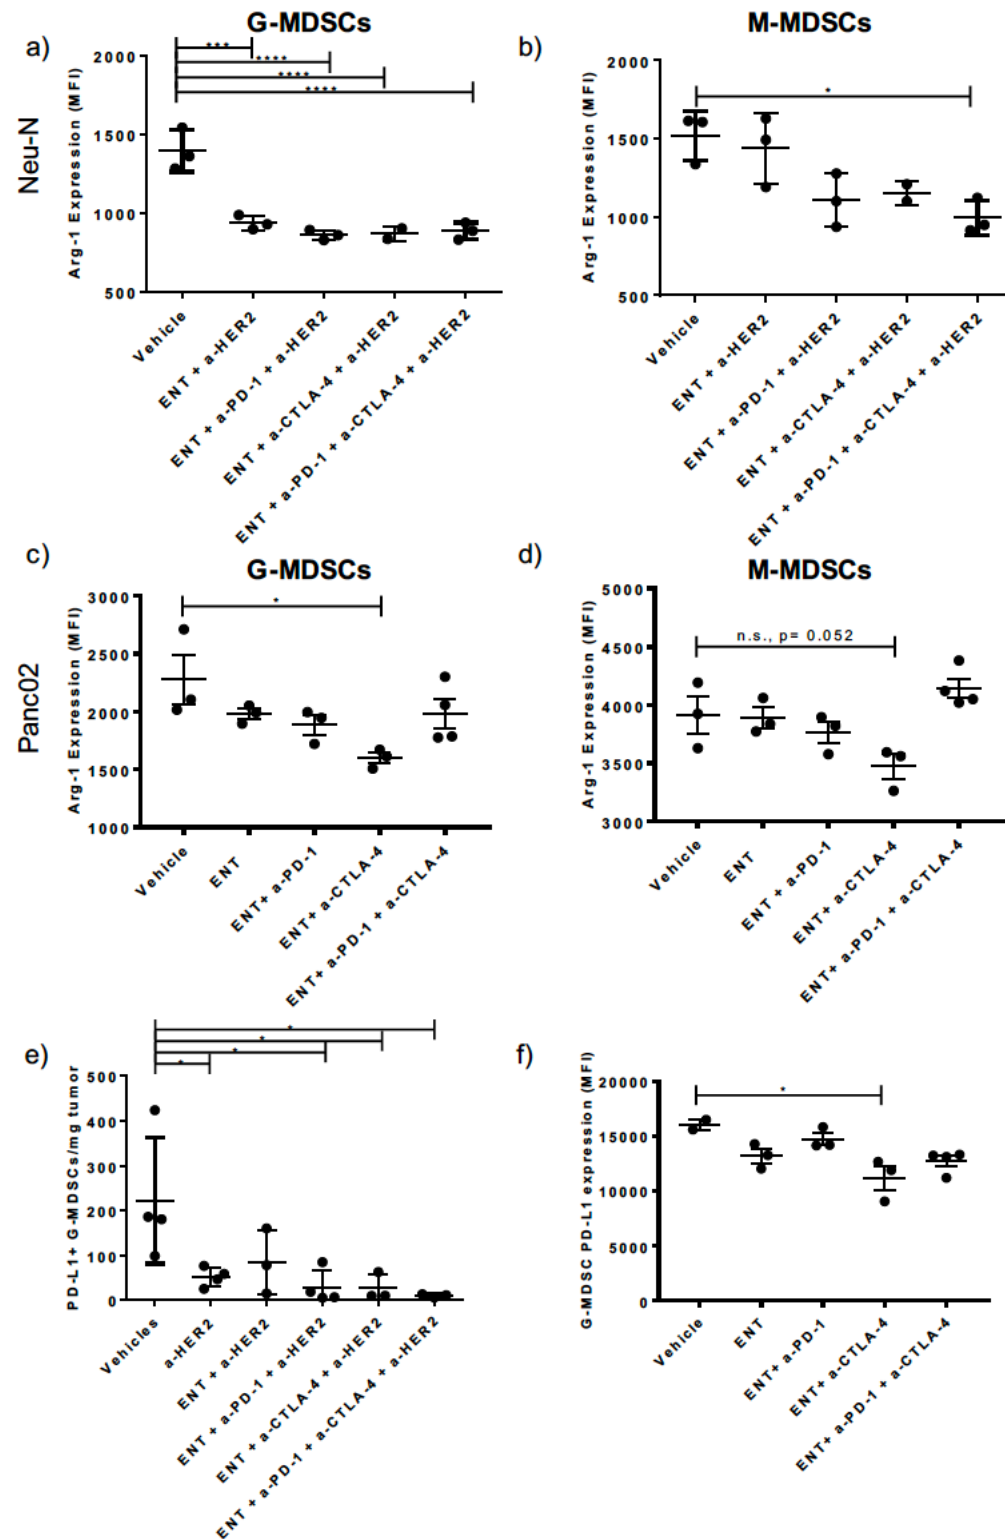 a)
G-MDSCs
Neu-N
Arg-1 Expression (MFI)
2000
1500
1000
500
***
****
****
****
Vehicle
ENT + a-HER2
ENT + a-PD-1 + a-HER2
ENT + a-CTLA-4 + a-HER2
ENT + a-PD-1 + a-CTLA-4 + a-HER2
b)
M-MDSCs
Arg-1 Expression (MFI)
2000
1500
1000
500
*
Vehicle
ENT + a-HER2
ENT + a-PD-1 + a-HER2
ENT + a-CTLA-4 + a-HER2
ENT + a-PD-1 + a-CTLA-4 + a-HER2
c)
G-MDSCs
Panc02
Arg-1 Expression (MFI)
3000
2500
2000
1500
1000
*
Vehicle
ENT
ENT+ a-PD-1
ENT+ a-CTLA-4
ENT+ a-PD-1 + a-CTLA-4
d)
M-MDSCs
Arg-1 Expression (MFI)
5000
4500
4000
3500
3000
n.s., p= 0.052
Vehicle
ENT
ENT+ a-PD-1
ENT+ a-CTLA-4
ENT+ a-PD-1 + a-CTLA-4
e)
PD-L1+ G-MDSCs/mg tumor
500
400
300
200
100
0
*
*
*
*
Vehicles
a-HER2
ENT + a-HER2
ENT + a-PD-1 + a-HER2
ENT + a-CTLA-4 + a-HER2
ENT + a-PD-1 + a-CTLA-4 + a-HER2
f)
G-MDSC PD-L1 expression (MFI)
20000
15000
10000
5000
0
*
Vehicle
ENT
ENT+ a-PD-1
ENT+ a-CTLA-4
ENT+ a-PD-1 + a-CTLA-4